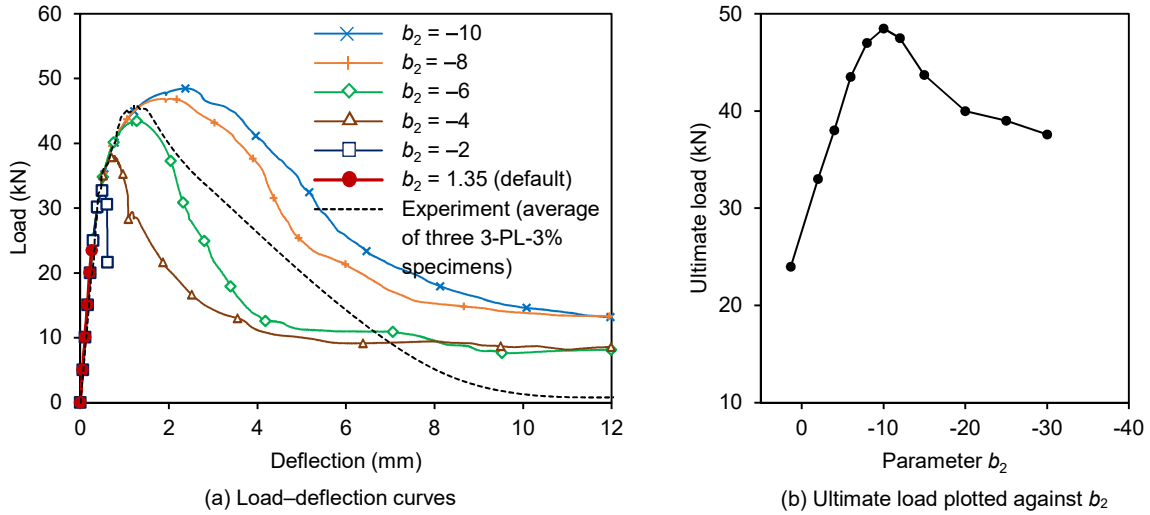 60
50
40
30
20
10
0
Load (kN)
0 2 4 6 8 10 12
Deflection (mm)
b2 = –10
b2 = –8
b2 = –6
b2 = –4
b2 = –2
b2 = 1.35 (default)
Experiment (average
of three 3-PL-3%
specimens)
(a) Load–deflection curves
50
40
30
20
10
Ultimate load (kN)
0 -10 -20 -30 -40
Parameter b2
(b) Ultimate load plotted against b2